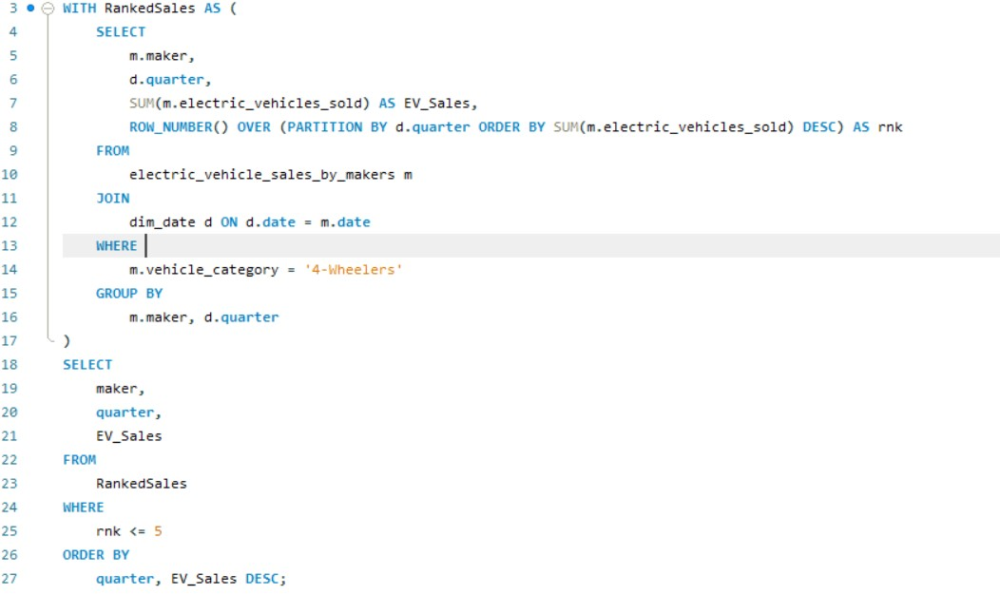 3 WITH RankedSales AS (
4 SELECT
5 m.maker,
6 d.quarter,
7 SUM(m.electric_vehicles_sold) AS EV_Sales,
8 ROW_NUMBER() OVER (PARTITION BY d.quarter ORDER BY SUM(m.electric_vehicles_sold) DESC) AS rnk
9 FROM
10 electric_vehicle_sales_by_makers m
11 JOIN
12 dim_date d ON d.date = m.date
13 WHERE
14 m.vehicle_category = '4-Wheelers'
15 GROUP BY
16 m.maker, d.quarter
17 )
18 SELECT
19 maker,
20 quarter,
21 EV_Sales
22 FROM
23 RankedSales
24 WHERE
25 rnk <= 5
26 ORDER BY
27 quarter, EV_Sales DESC;